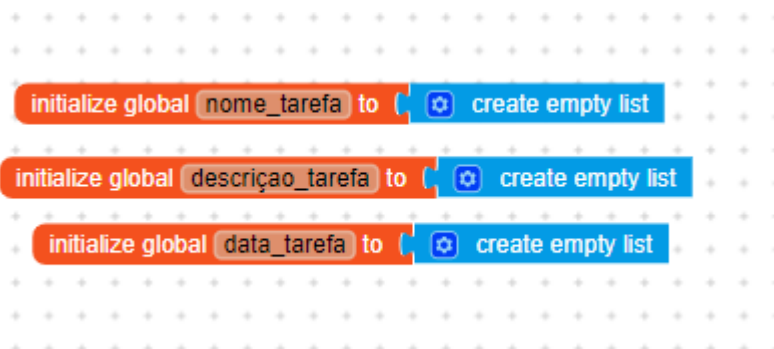 initialize global nome_tarefa to create empty list
initialize global descriçao_tarefa to create empty list
initialize global data_tarefa to create empty list